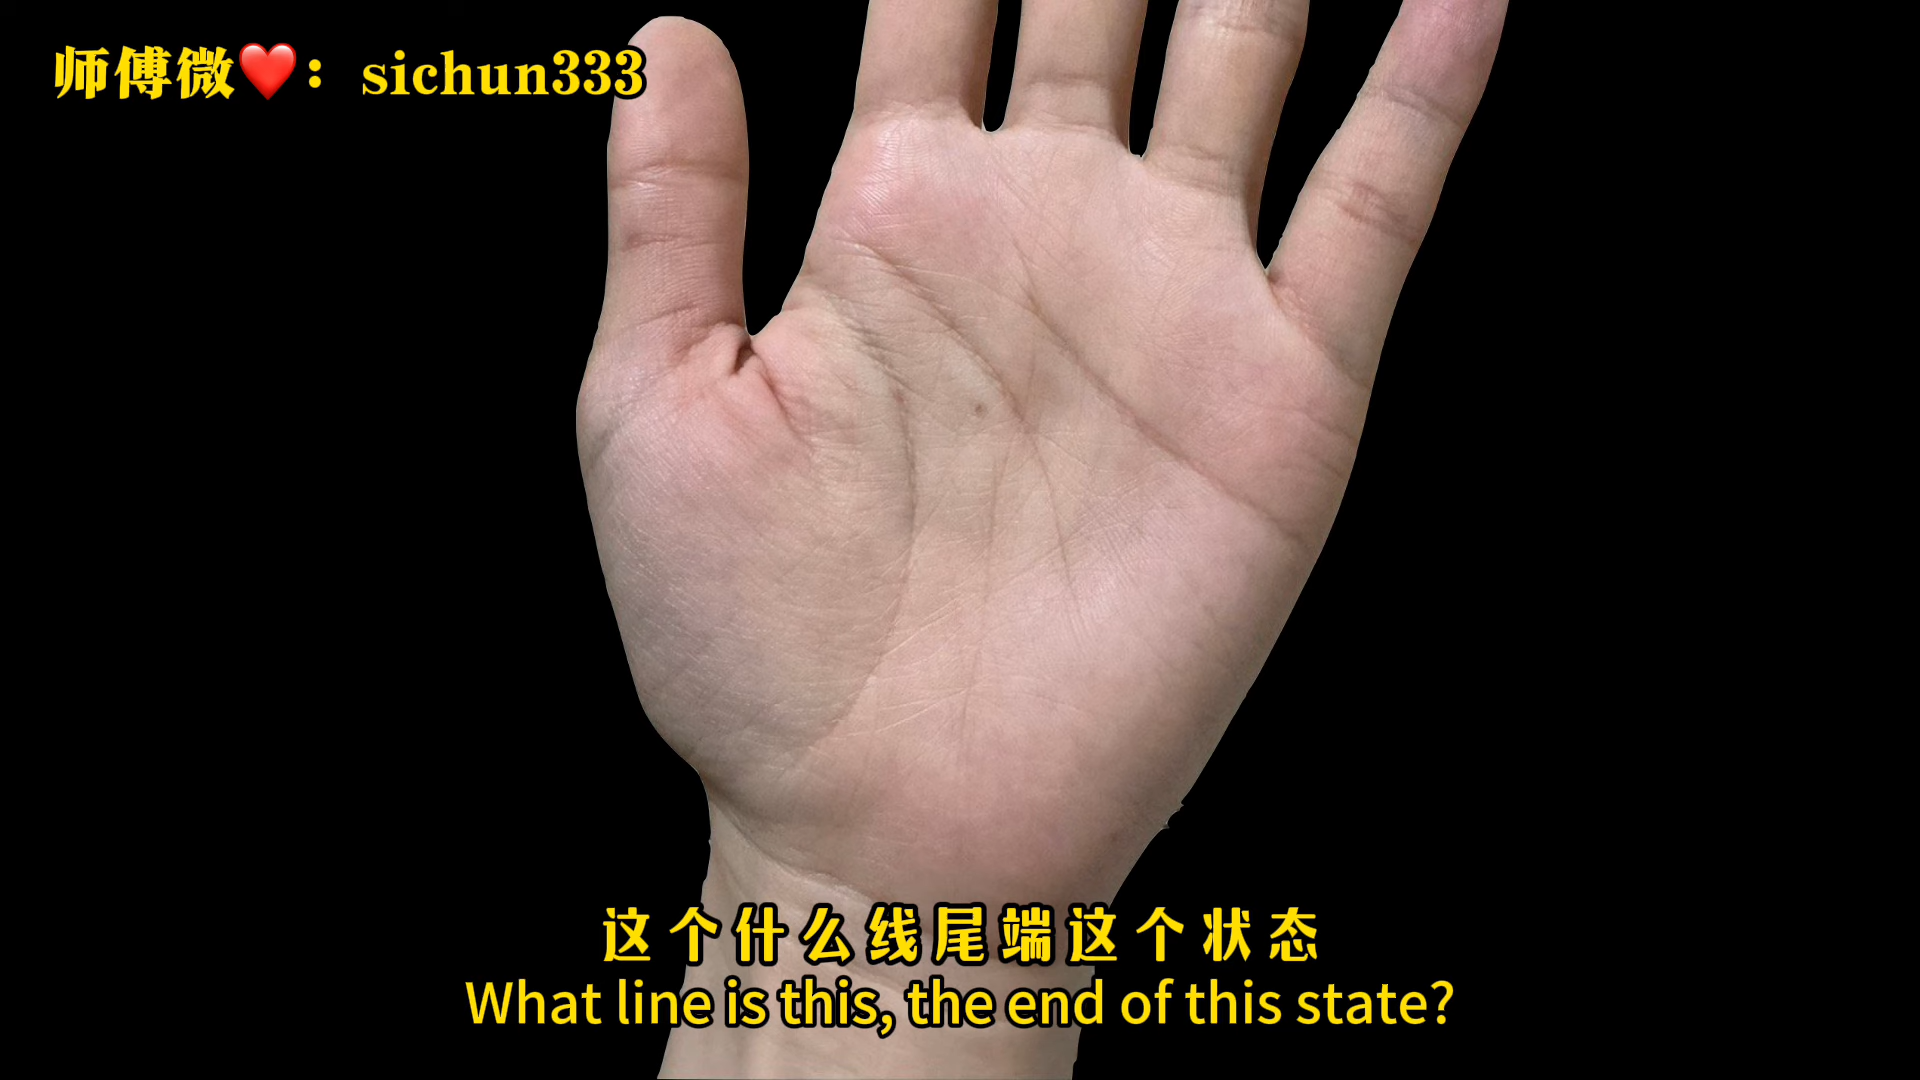 师傅微❤️：sichun333
这个什么线尾端这个状态
What line is this, the end of this state?